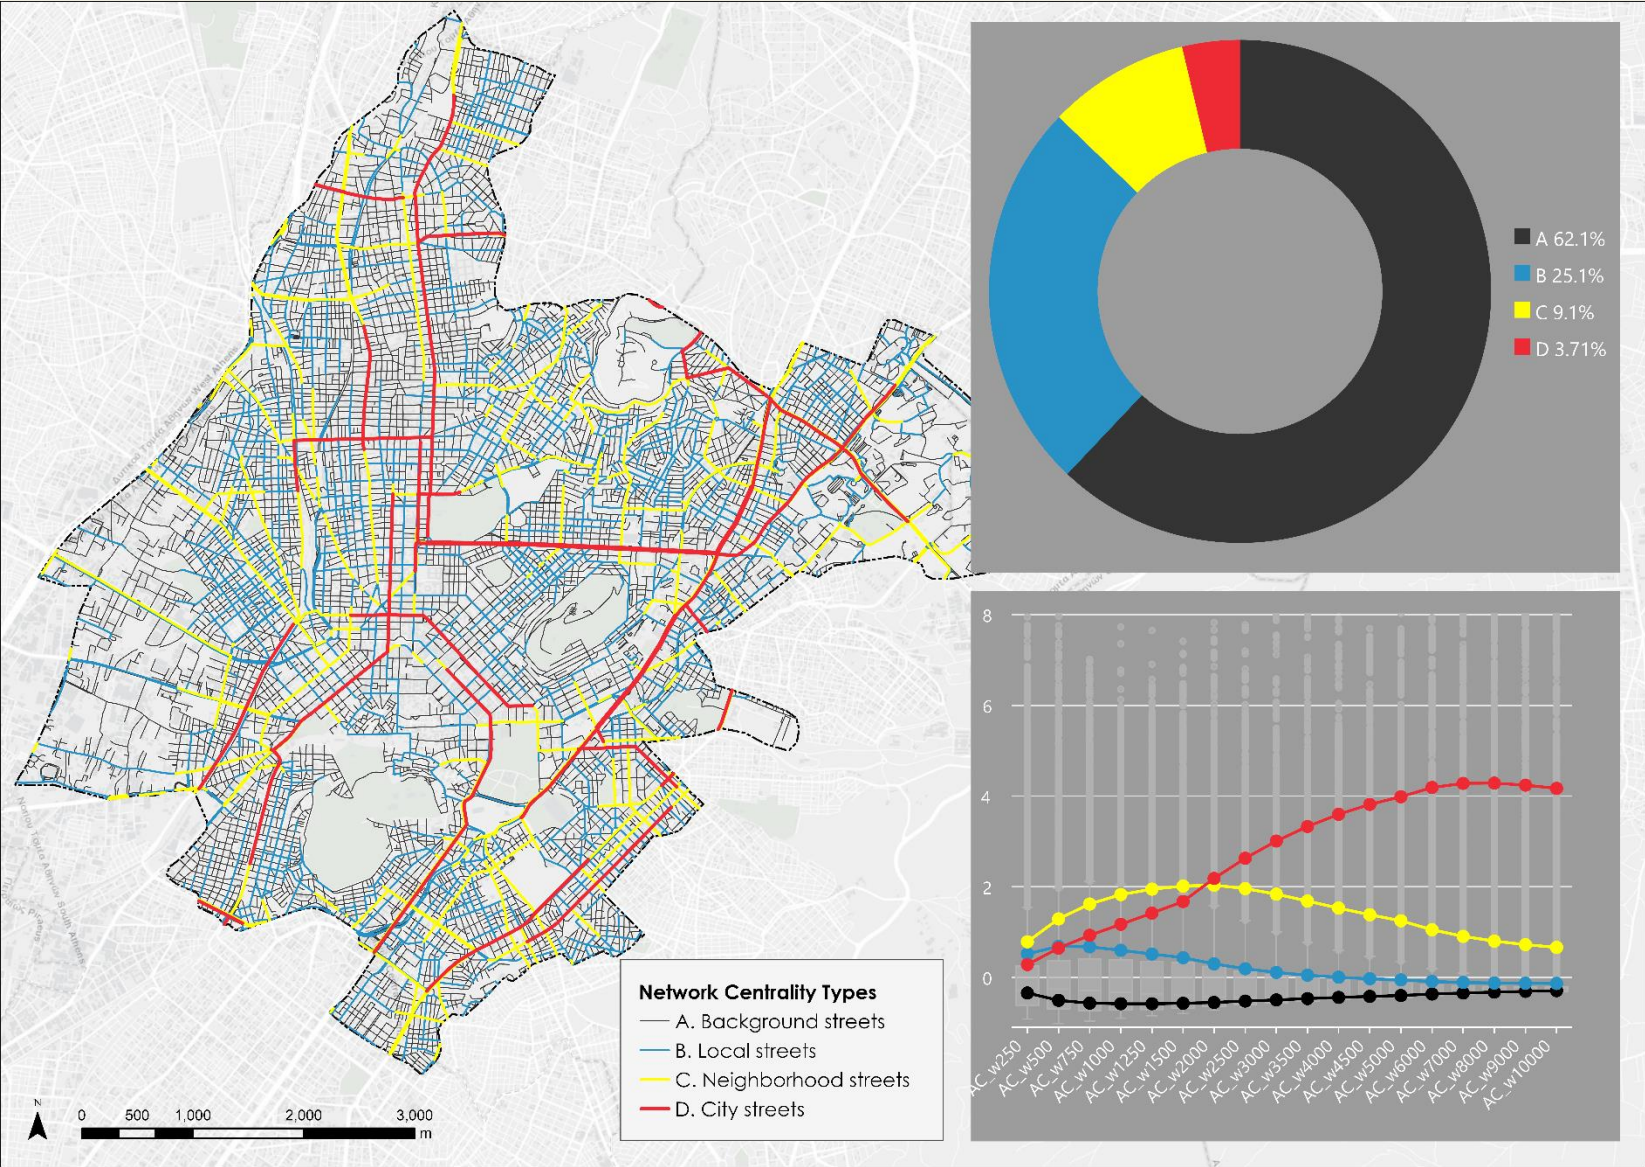 A 62.1%
B 25.1%
C 9.1%
D 3.71%
8
6
4
2
0
AC_w250
AC_w500
AC_w750
AC_w1000
AC_w1250
AC_w1500
AC_w2000
AC_w2500
AC_w3000
AC_w3500
AC_w4000
AC_w4500
AC_w5000
AC_w6000
AC_w7000
AC_w8000
AC_w9000
AC_w10000
Network Centrality Types
A. Background streets
B. Local streets
C. Neighborhood streets
D. City streets
N
0 500 1,000 2,000 3,000
m